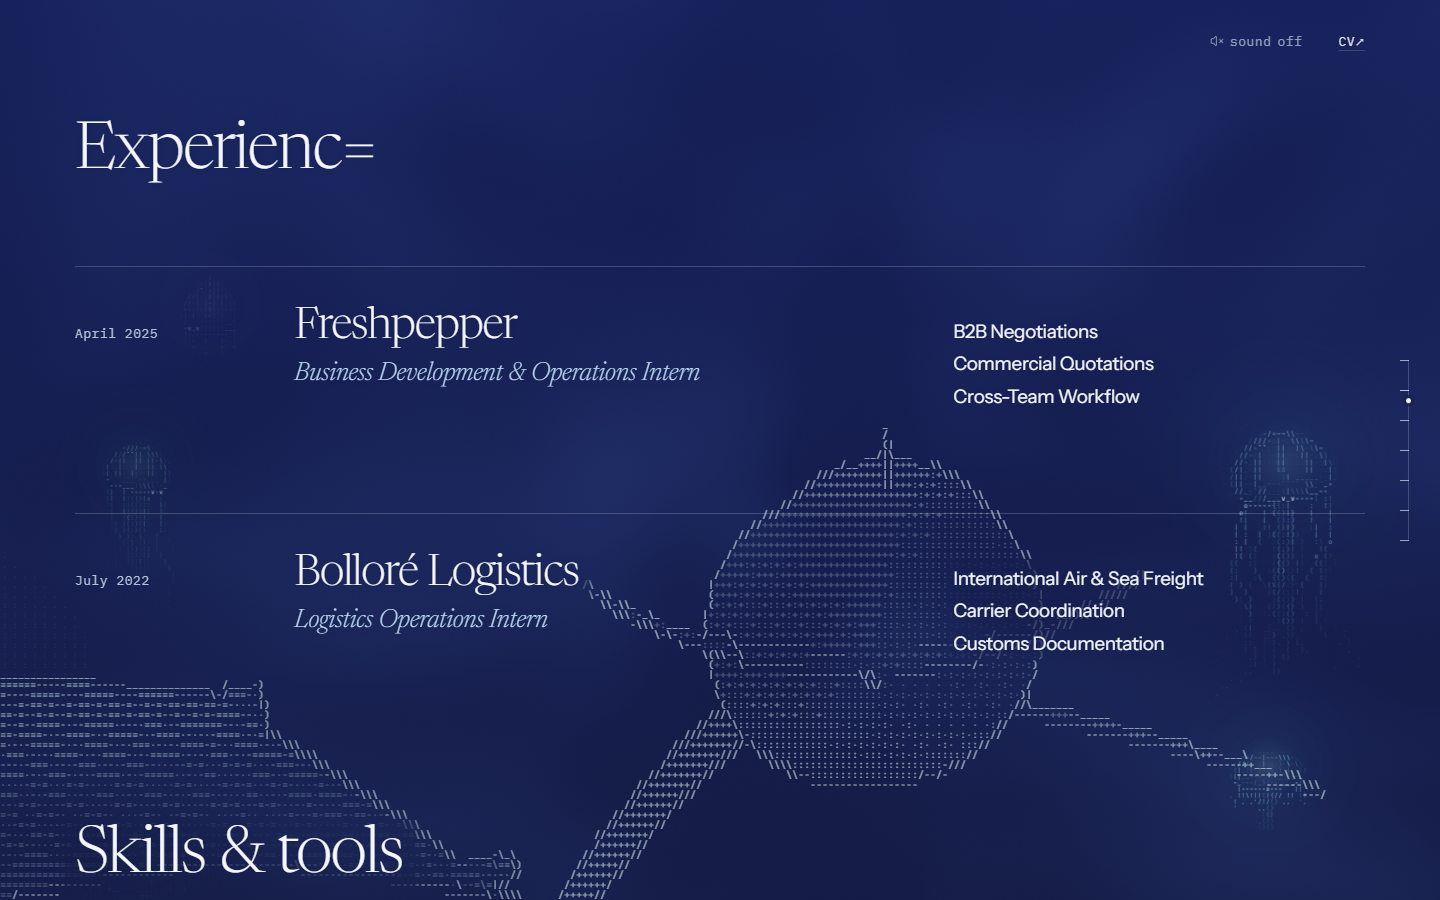 sound off
CV↗
Experienc=
April 2025
Freshpepper
Business Development & Operations Intern
B2B Negotiations
Commercial Quotations
Cross-Team Workflow
July 2022
Bolloré Logistics
Logistics Operations Intern
International Air & Sea Freight
Carrier Coordination
Customs Documentation
Skills & tools